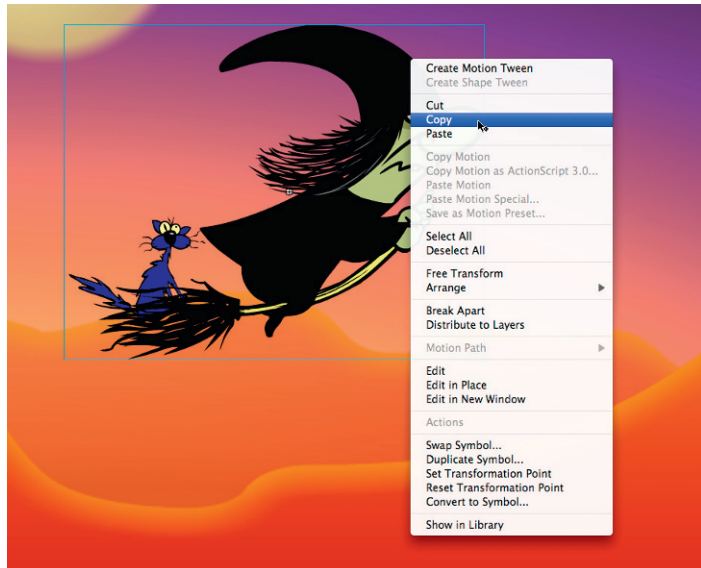 Create Motion Tween
Create Shape Tween
Cut
Copy
Paste
Copy Motion
Copy Motion as ActionScript 3.0...
Paste Motion
Paste Motion Special...
Save as Motion Preset...
Select All
Deselect All
Free Transform
Arrange
Break Apart
Distribute to Layers
Motion Path
Edit
Edit in Place
Edit in New Window
Actions
Swap Symbol...
Duplicate Symbol...
Set Transformation Point
Reset Transformation Point
Convert to Symbol...
Show in Library